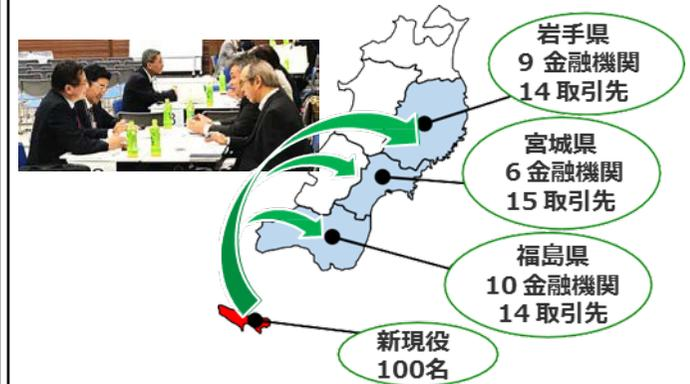 岩手県
9 金融機関
14 取引先
宮城県
6 金融機関
15 取引先
福島県
10 金融機関
14 取引先
新現役
100名